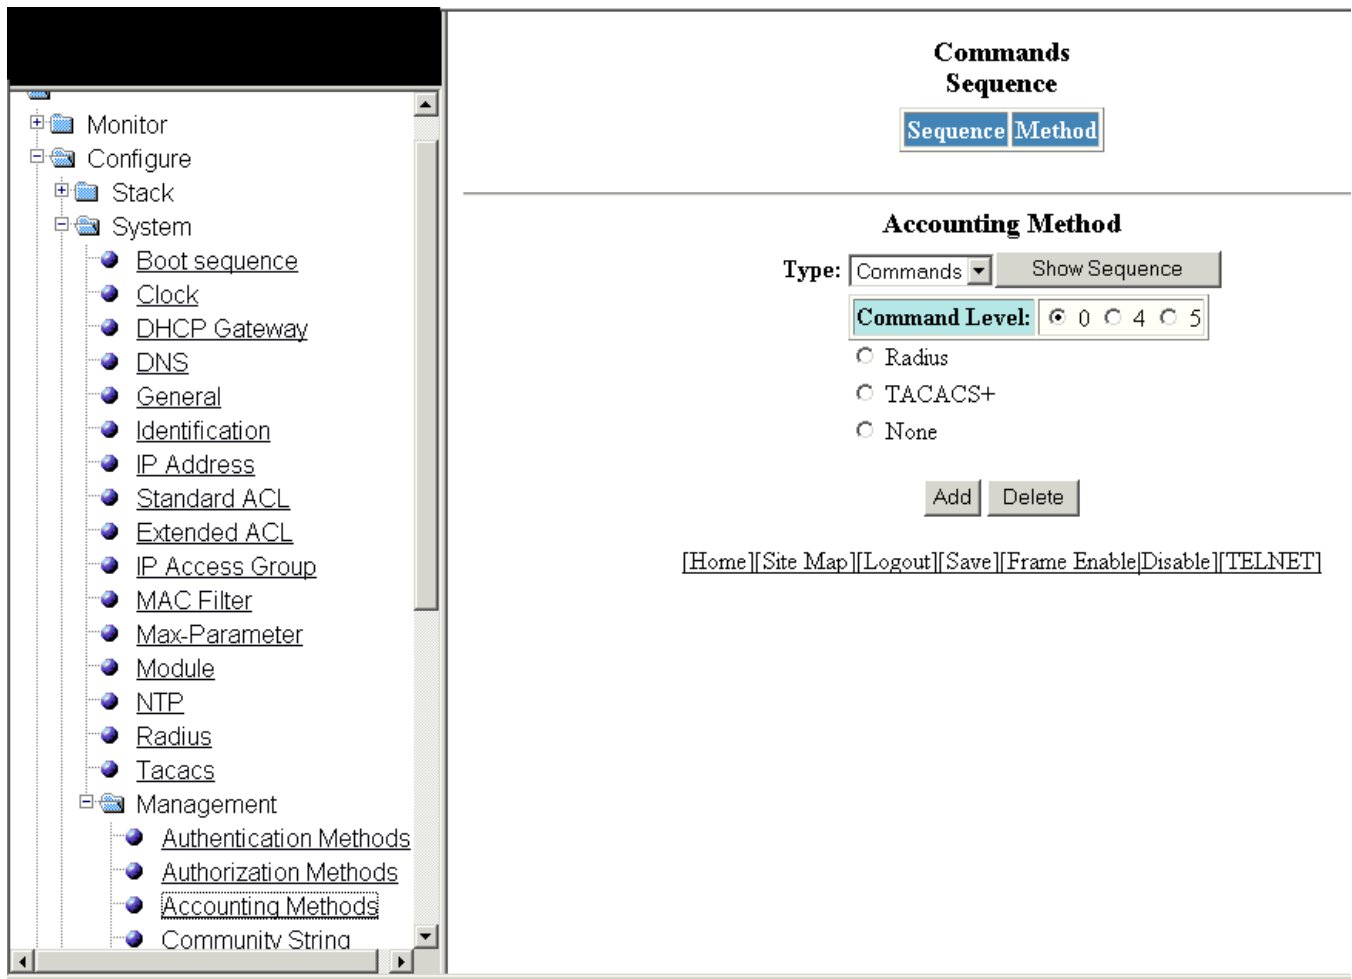 Monitor
Configure
Stack
System
Boot sequence
Clock
DHCP Gateway
DNS
General
Identification
IP Address
Standard ACL
Extended ACL
IP Access Group
MAC Filter
Max-Parameter
Module
NTP
Radius
Tacacs
Management
Authentication Methods
Authorization Methods
Accounting Methods
Community String
Commands
Sequence
Sequence Method
Accounting Method
Type: Commands Show Sequence
Command Level: 0 4 5
Radius
TACACS+
None
Add Delete
[Home][Site Map][Logout][Save][Frame Enable|Disable][TELNET]